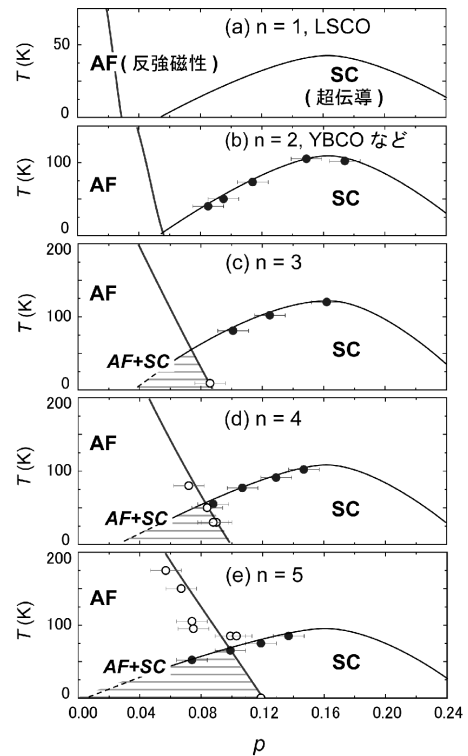 (a) n = 1, LSCO
AF ( 反強磁性 )
SC
( 超伝導 )
T (K)
50
0
(b) n = 2, YBCO など
AF
SC
T (K)
100
0
(c) n = 3
AF
AF+SC
SC
T (K)
200
100
0
(d) n = 4
AF
AF+SC
SC
T (K)
200
100
0
(e) n = 5
AF
AF+SC
SC
T (K)
200
100
0
0.00 0.04 0.08 0.12 0.16 0.20 0.24
p